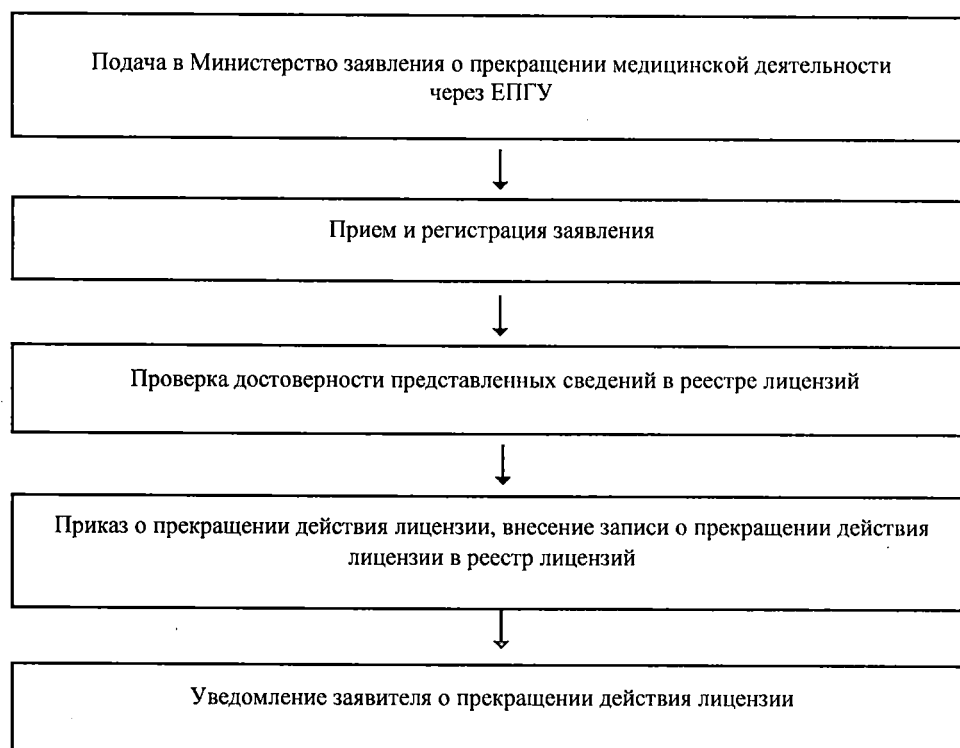 Подача в Министерство заявления о прекращении медицинской деятельности
через ЕПГУ
Прием и регистрация заявления
Проверка достоверности представленных сведений в реестре лицензий
Приказ о прекращении действия лицензии, внесение записи о прекращении действия
лицензии в реестр лицензий
Уведомление заявителя о прекращении действия лицензии